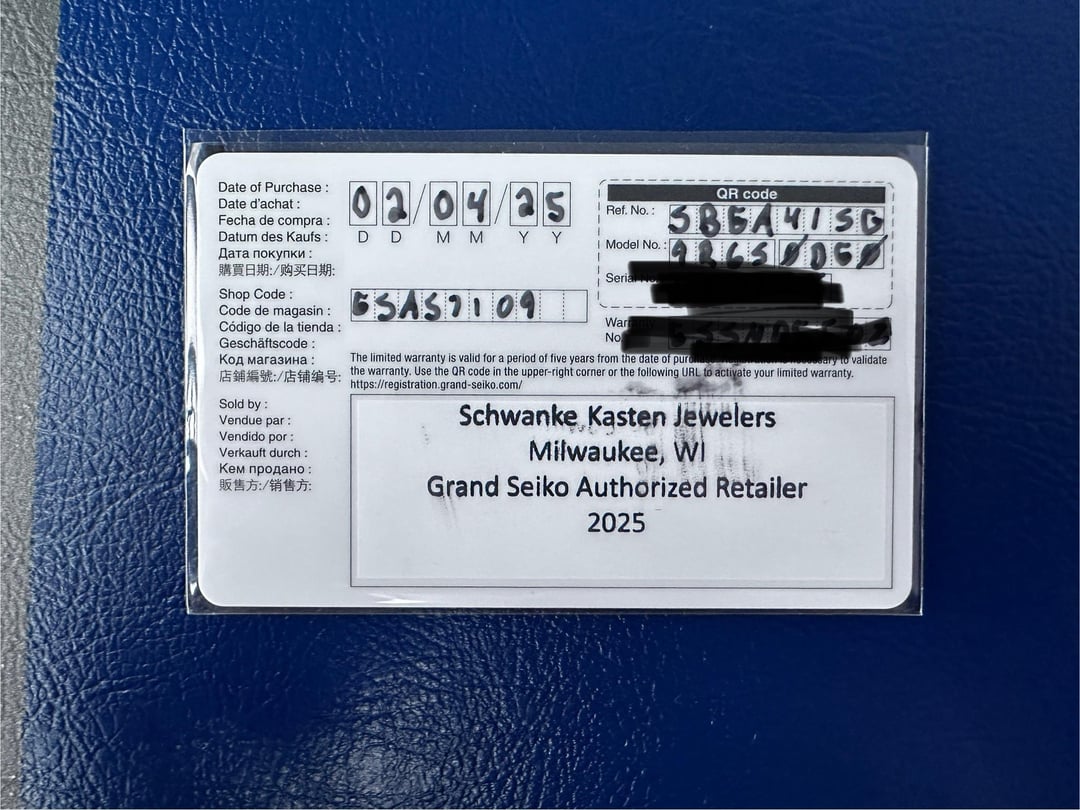 Date of Purchase :
Date d'achat :
Fecha de compra :
Datum des Kaufs :
Дата покупки :
購買日期:/购买日期:
02/04/25
D D M M Y Y
Shop Code :
Code de magasin :
Código de la tienda :
Geschäftscode :
Код магазина :
店鋪編號:/店铺编号:
GSAS7109
QR code
Ref. No. : SBGA415G
Model No. : 9R65 0DE0
Serial No
Warranty
No
The limited warranty is valid for a period of five years from the date of purchase. Registration is necessary to validate
the warranty. Use the QR code in the upper-right corner or the following URL to activate your limited warranty.
https://registration.grand-seiko.com/
Sold by :
Vendue par :
Vendido por :
Verkauft durch :
Кем продано :
販售方:/销售方:
Schwanke Kasten Jewelers
Milwaukee, WI
Grand Seiko Authorized Retailer
2025